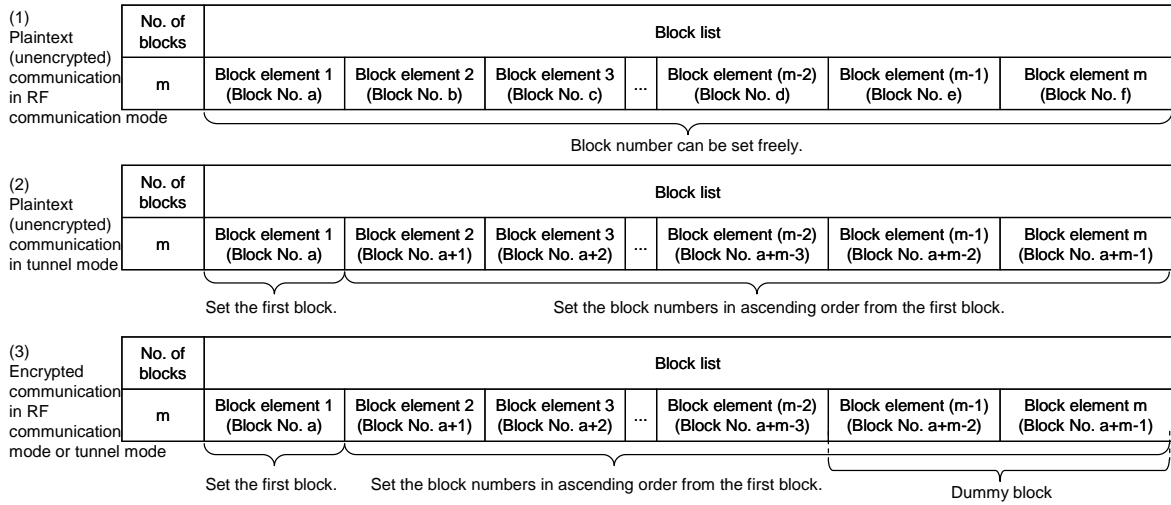 (1)
Plaintext
(unencrypted)
communication
in RF
communication mode
No. of
blocks
Block list
m
Block element 1
(Block No. a)
Block element 2
(Block No. b)
Block element 3
(Block No. c)
...
Block element (m-2)
(Block No. d)
Block element (m-1)
(Block No. e)
Block element m
(Block No. f)
Block number can be set freely.
(2)
Plaintext
(unencrypted)
communication
in tunnel mode
No. of
blocks
Block list
m
Block element 1
(Block No. a)
Block element 2
(Block No. a+1)
Block element 3
(Block No. a+2)
...
Block element (m-2)
(Block No. a+m-3)
Block element (m-1)
(Block No. a+m-2)
Block element m
(Block No. a+m-1)
Set the first block.
Set the block numbers in ascending order from the first block.
(3)
Encrypted
communication
in RF
communication
mode or tunnel mode
No. of
blocks
Block list
m
Block element 1
(Block No. a)
Block element 2
(Block No. a+1)
Block element 3
(Block No. a+2)
...
Block element (m-2)
(Block No. a+m-3)
Block element (m-1)
(Block No. a+m-2)
Block element m
(Block No. a+m-1)
Set the first block.
Set the block numbers in ascending order from the first block.
Dummy block